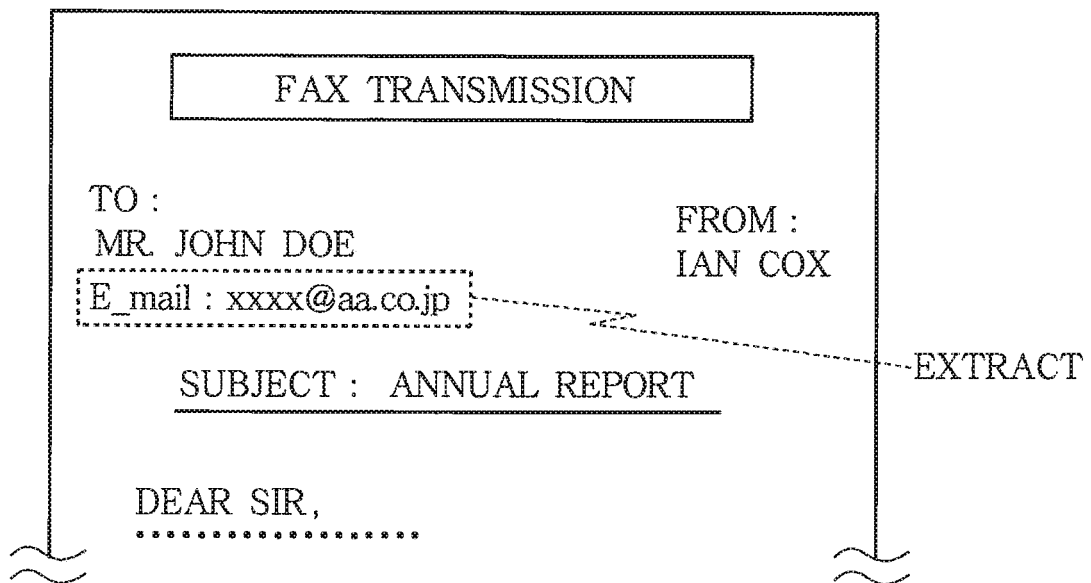 FAX TRANSMISSION
TO :
MR. JOHN DOE
E_mail : xxxx@aa.co.jp
FROM :
IAN COX
EXTRACT
SUBJECT : ANNUAL REPORT
DEAR SIR,